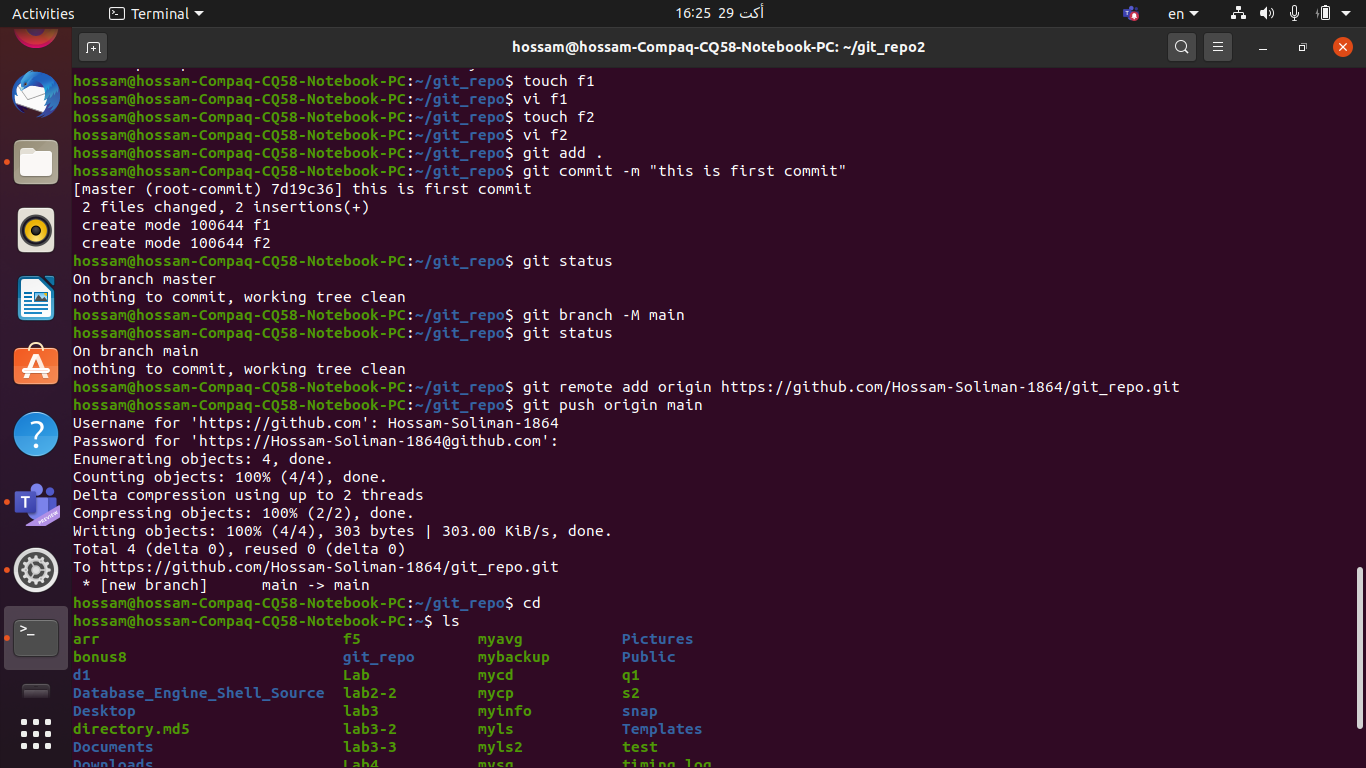 Activities
Terminal
16:25 29 أكت
en
hossam@hossam-Compaq-CQ58-Notebook-PC: ~/git_repo2
hossam@hossam-Compaq-CQ58-Notebook-PC:~/git_repo$ touch f1
hossam@hossam-Compaq-CQ58-Notebook-PC:~/git_repo$ vi f1
hossam@hossam-Compaq-CQ58-Notebook-PC:~/git_repo$ touch f2
hossam@hossam-Compaq-CQ58-Notebook-PC:~/git_repo$ vi f2
hossam@hossam-Compaq-CQ58-Notebook-PC:~/git_repo$ git add .
hossam@hossam-Compaq-CQ58-Notebook-PC:~/git_repo$ git commit -m "this is first commit"
[master (root-commit) 7d19c36] this is first commit
 2 files changed, 2 insertions(+)
 create mode 100644 f1
 create mode 100644 f2
hossam@hossam-Compaq-CQ58-Notebook-PC:~/git_repo$ git status
On branch master
nothing to commit, working tree clean
hossam@hossam-Compaq-CQ58-Notebook-PC:~/git_repo$ git branch -M main
hossam@hossam-Compaq-CQ58-Notebook-PC:~/git_repo$ git status
On branch main
nothing to commit, working tree clean
hossam@hossam-Compaq-CQ58-Notebook-PC:~/git_repo$ git remote add origin https://github.com/Hossam-Soliman-1864/git_repo.git
hossam@hossam-Compaq-CQ58-Notebook-PC:~/git_repo$ git push origin main
Username for 'https://github.com': Hossam-Soliman-1864
Password for 'https://Hossam-Soliman-1864@github.com':
Enumerating objects: 4, done.
Counting objects: 100% (4/4), done.
Delta compression using up to 2 threads
Compressing objects: 100% (2/2), done.
Writing objects: 100% (4/4), 303 bytes | 303.00 KiB/s, done.
Total 4 (delta 0), reused 0 (delta 0)
To https://github.com/Hossam-Soliman-1864/git_repo.git
 * [new branch]      main -> main
hossam@hossam-Compaq-CQ58-Notebook-PC:~/git_repo$ cd
hossam@hossam-Compaq-CQ58-Notebook-PC:~$ ls
arr f5 myavg Pictures
bonus8 git_repo mybackup Public
d1 Lab mycd q1
Database_Engine_Shell_Source lab2-2 mycp s2
Desktop lab3 myinfo snap
directory.md5 lab3-2 myls Templates
Documents lab3-3 myls2 test
Downloads Lab4 mysq timing_log